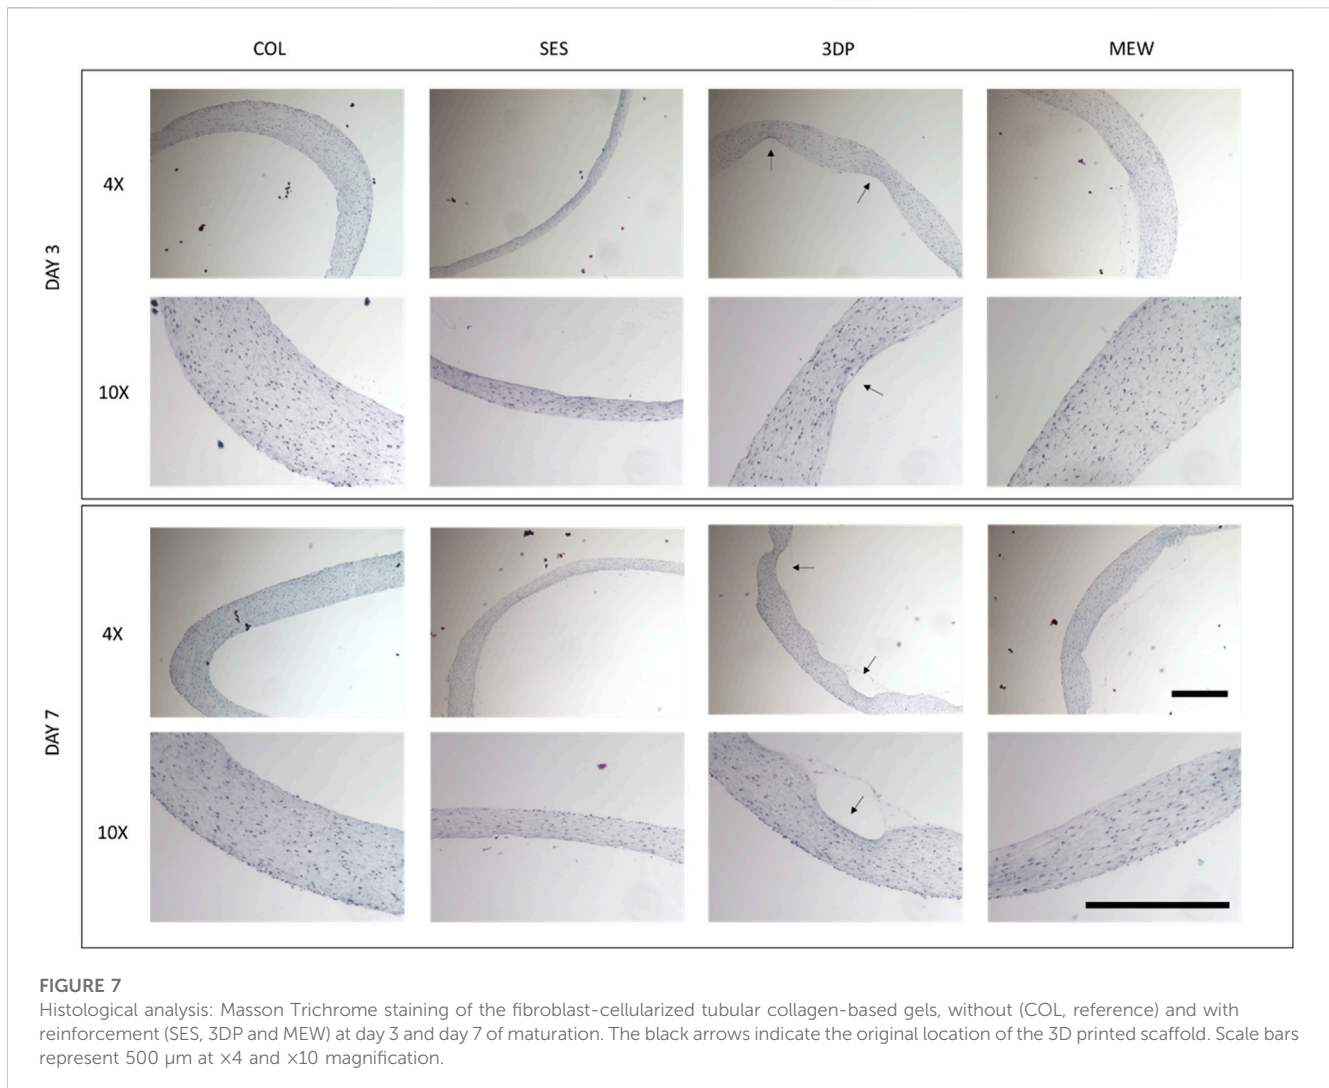 COL SES 3DP MEW
DAY 3
4X
10X
DAY 7
4X
10X
FIGURE 7
Histological analysis: Masson Trichrome staining of the fibroblast-cellularized tubular collagen-based gels, without (COL, reference) and with
reinforcement (SES, 3DP and MEW) at day 3 and day 7 of maturation. The black arrows indicate the original location of the 3D printed scaffold. Scale bars
represent 500 μm at ×4 and ×10 magnification.